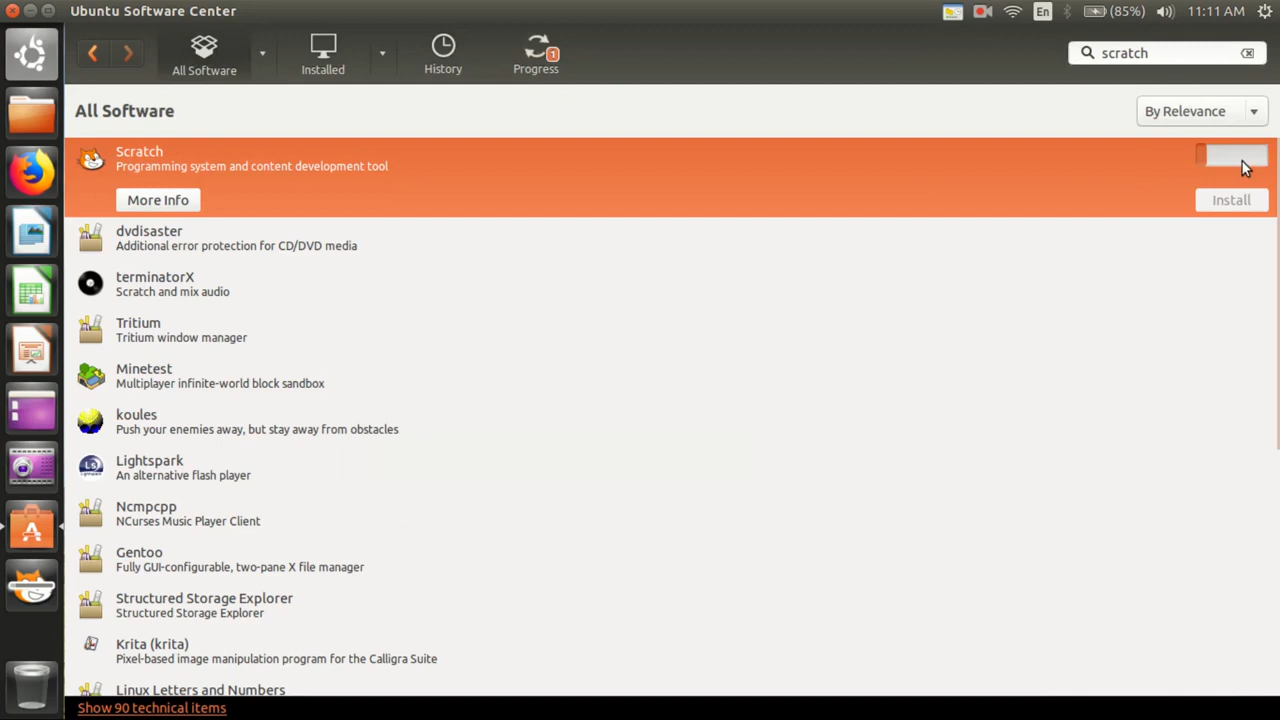 Ubuntu Software Center
En
(85%)
11:11 AM
All Software
Installed
History
Progress
1
scratch
All Software
By Relevance
Scratch
Programming system and content development tool
More Info
Install
dvdisaster
Additional error protection for CD/DVD media
terminatorX
Scratch and mix audio
Tritium
Tritium window manager
Minetest
Multiplayer infinite-world block sandbox
koules
Push your enemies away, but stay away from obstacles
Ls
Lightspark
An alternative flash player
Ncmpcpp
NCurses Music Player Client
Gentoo
Fully GUI-configurable, two-pane X file manager
Structured Storage Explorer
Structured Storage Explorer
Krita (krita)
Pixel-based image manipulation program for the Calligra Suite
Linux Letters and Numbers
Show 90 technical items